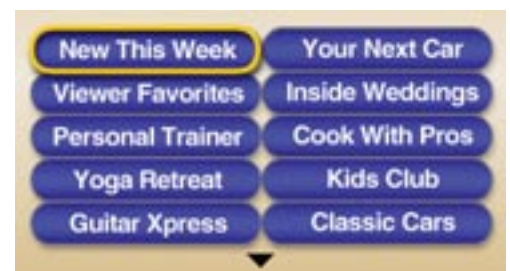 New This Week
Your Next Car
Viewer Favorites
Inside Weddings
Personal Trainer
Cook With Pros
Yoga Retreat
Kids Club
Guitar Xpress
Classic Cars